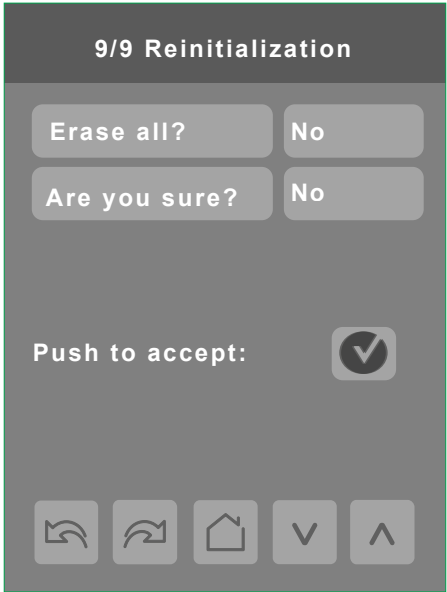 9/9 Reinitialization
Erase all? No
Are you sure? No
Push to accept: